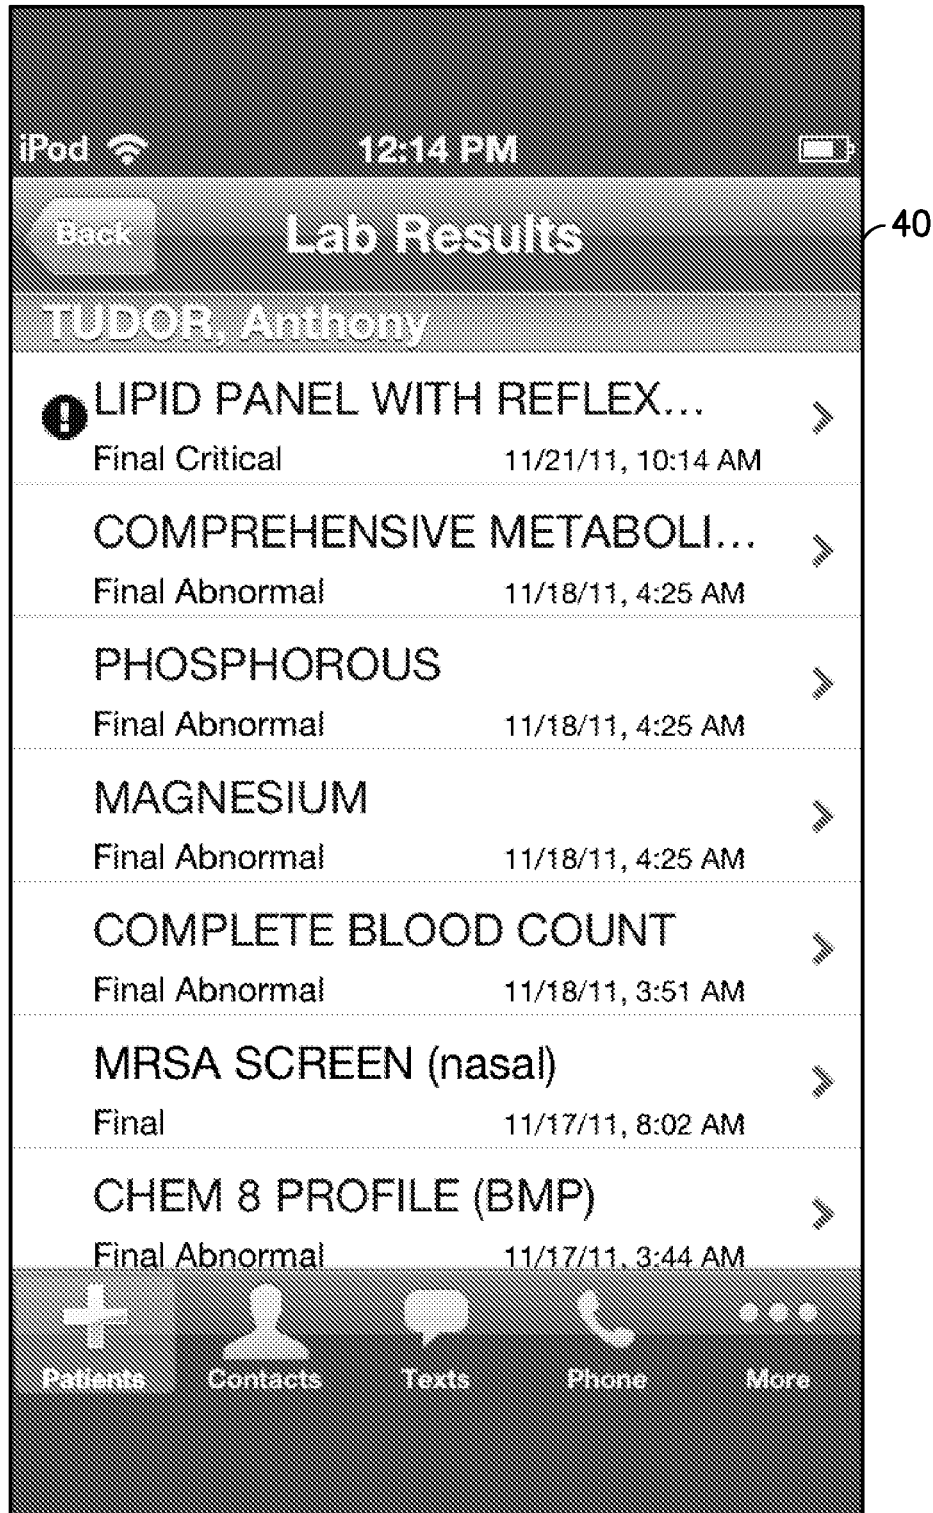 iPod 12:14 PM
Back Lab Results
40
TUDOR, Anthony
LIPID PANEL WITH REFLEX...
Final Critical 11/21/11, 10:14 AM
COMPREHENSIVE METABOLI...
Final Abnormal 11/18/11, 4:25 AM
PHOSPHOROUS
Final Abnormal 11/18/11, 4:25 AM
MAGNESIUM
Final Abnormal 11/18/11, 4:25 AM
COMPLETE BLOOD COUNT
Final Abnormal 11/18/11, 3:51 AM
MRSA SCREEN (nasal)
Final 11/17/11, 8:02 AM
CHEM 8 PROFILE (BMP)
Final Abnormal 11/17/11, 3:44 AM
Patients Contacts Texts Phone More